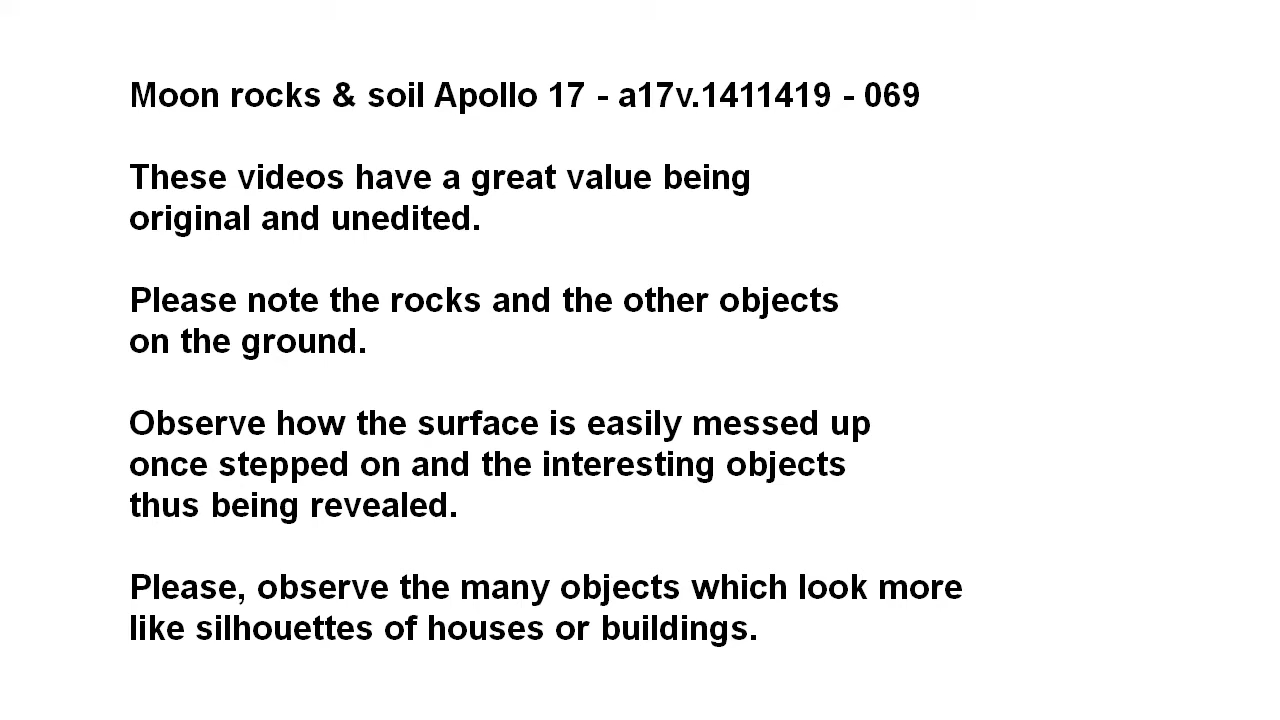 Moon rocks & soil Apollo 17 - a17v.1411419 - 069
These videos have a great value being
original and unedited.
Please note the rocks and the other objects
on the ground.
Observe how the surface is easily messed up
once stepped on and the interesting objects
thus being revealed.
Please, observe the many objects which look more
like silhouettes of houses or buildings.